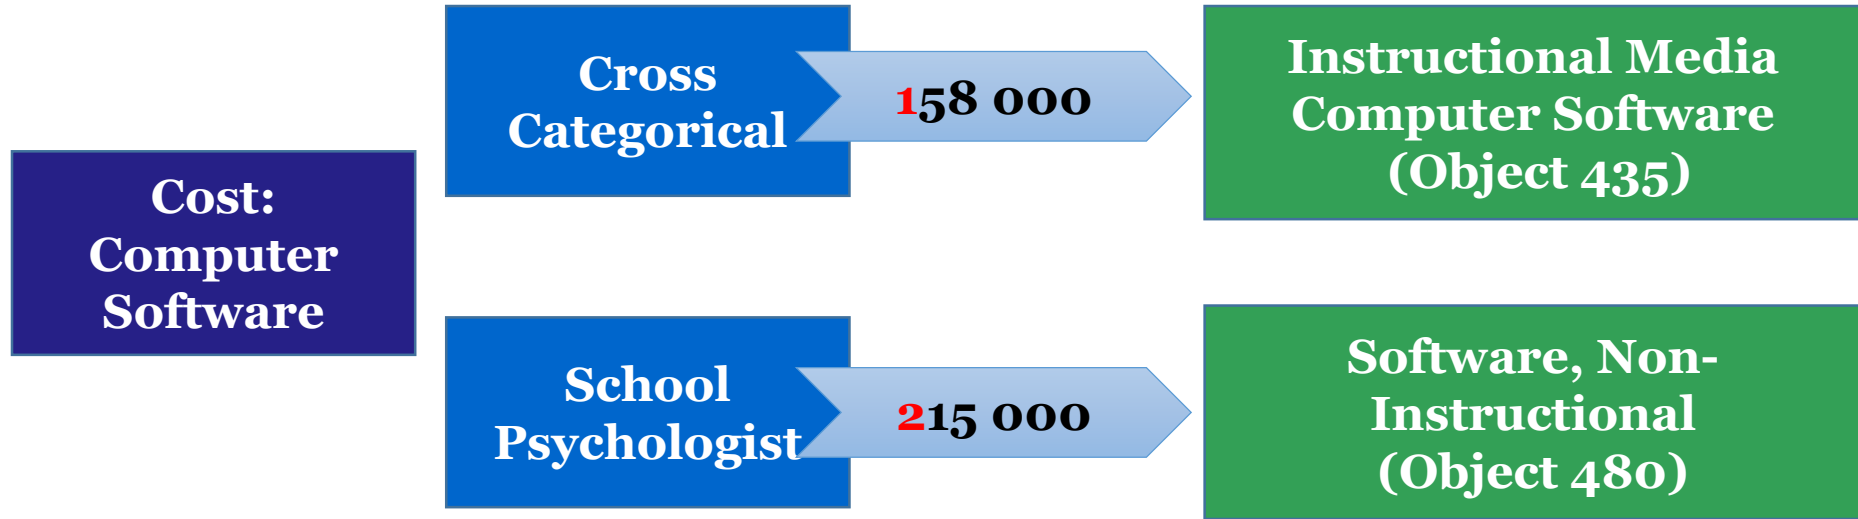 Cost:
Computer
Software
Cross
Categorical
158 000
Instructional Media
Computer Software
(Object 435)
School
Psychologist
215 000
Software, Non-
Instructional
(Object 480)